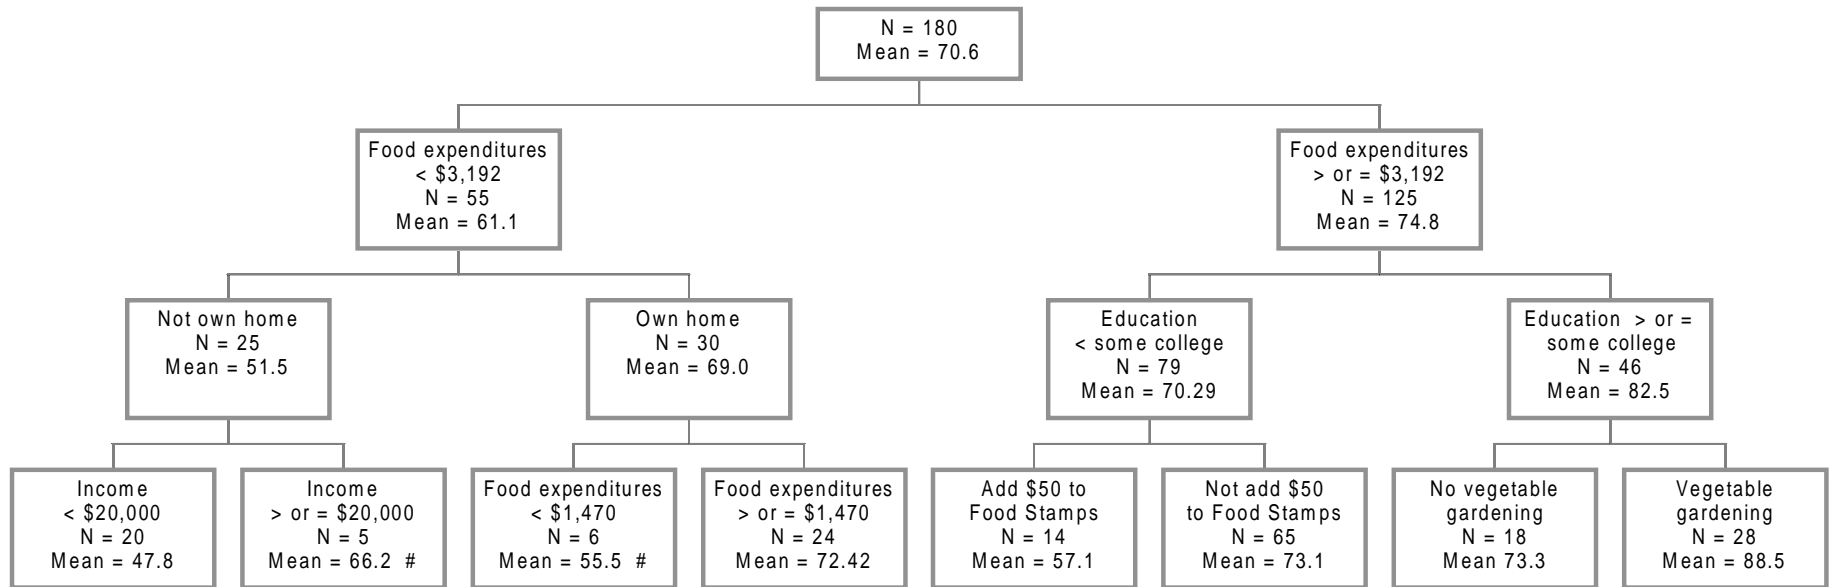 N = 180
Mean = 70.6
Food expenditures
< $3,192
N = 55
Mean = 61.1
Food expenditures
> or = $3,192
N = 125
Mean = 74.8
Not own home
N = 25
Mean = 51.5
Own home
N = 30
Mean = 69.0
Education
< some college
N = 79
Mean = 70.29
Education > or =
some college
N = 46
Mean = 82.5
Income
< $20,000
N = 20
Mean = 47.8
Income
> or = $20,000
N = 5
Mean = 66.2 #
Food expenditures
< $1,470
N = 6
Mean = 55.5 #
Food expenditures
> or = $1,470
N = 24
Mean = 72.42
Add $50 to
Food Stamps
N = 14
Mean = 57.1
Not add $50
to Food Stamps
N = 65
Mean = 73.1
No vegetable
gardening
N = 18
Mean 73.3
Vegetable
gardening
N = 28
Mean = 88.5